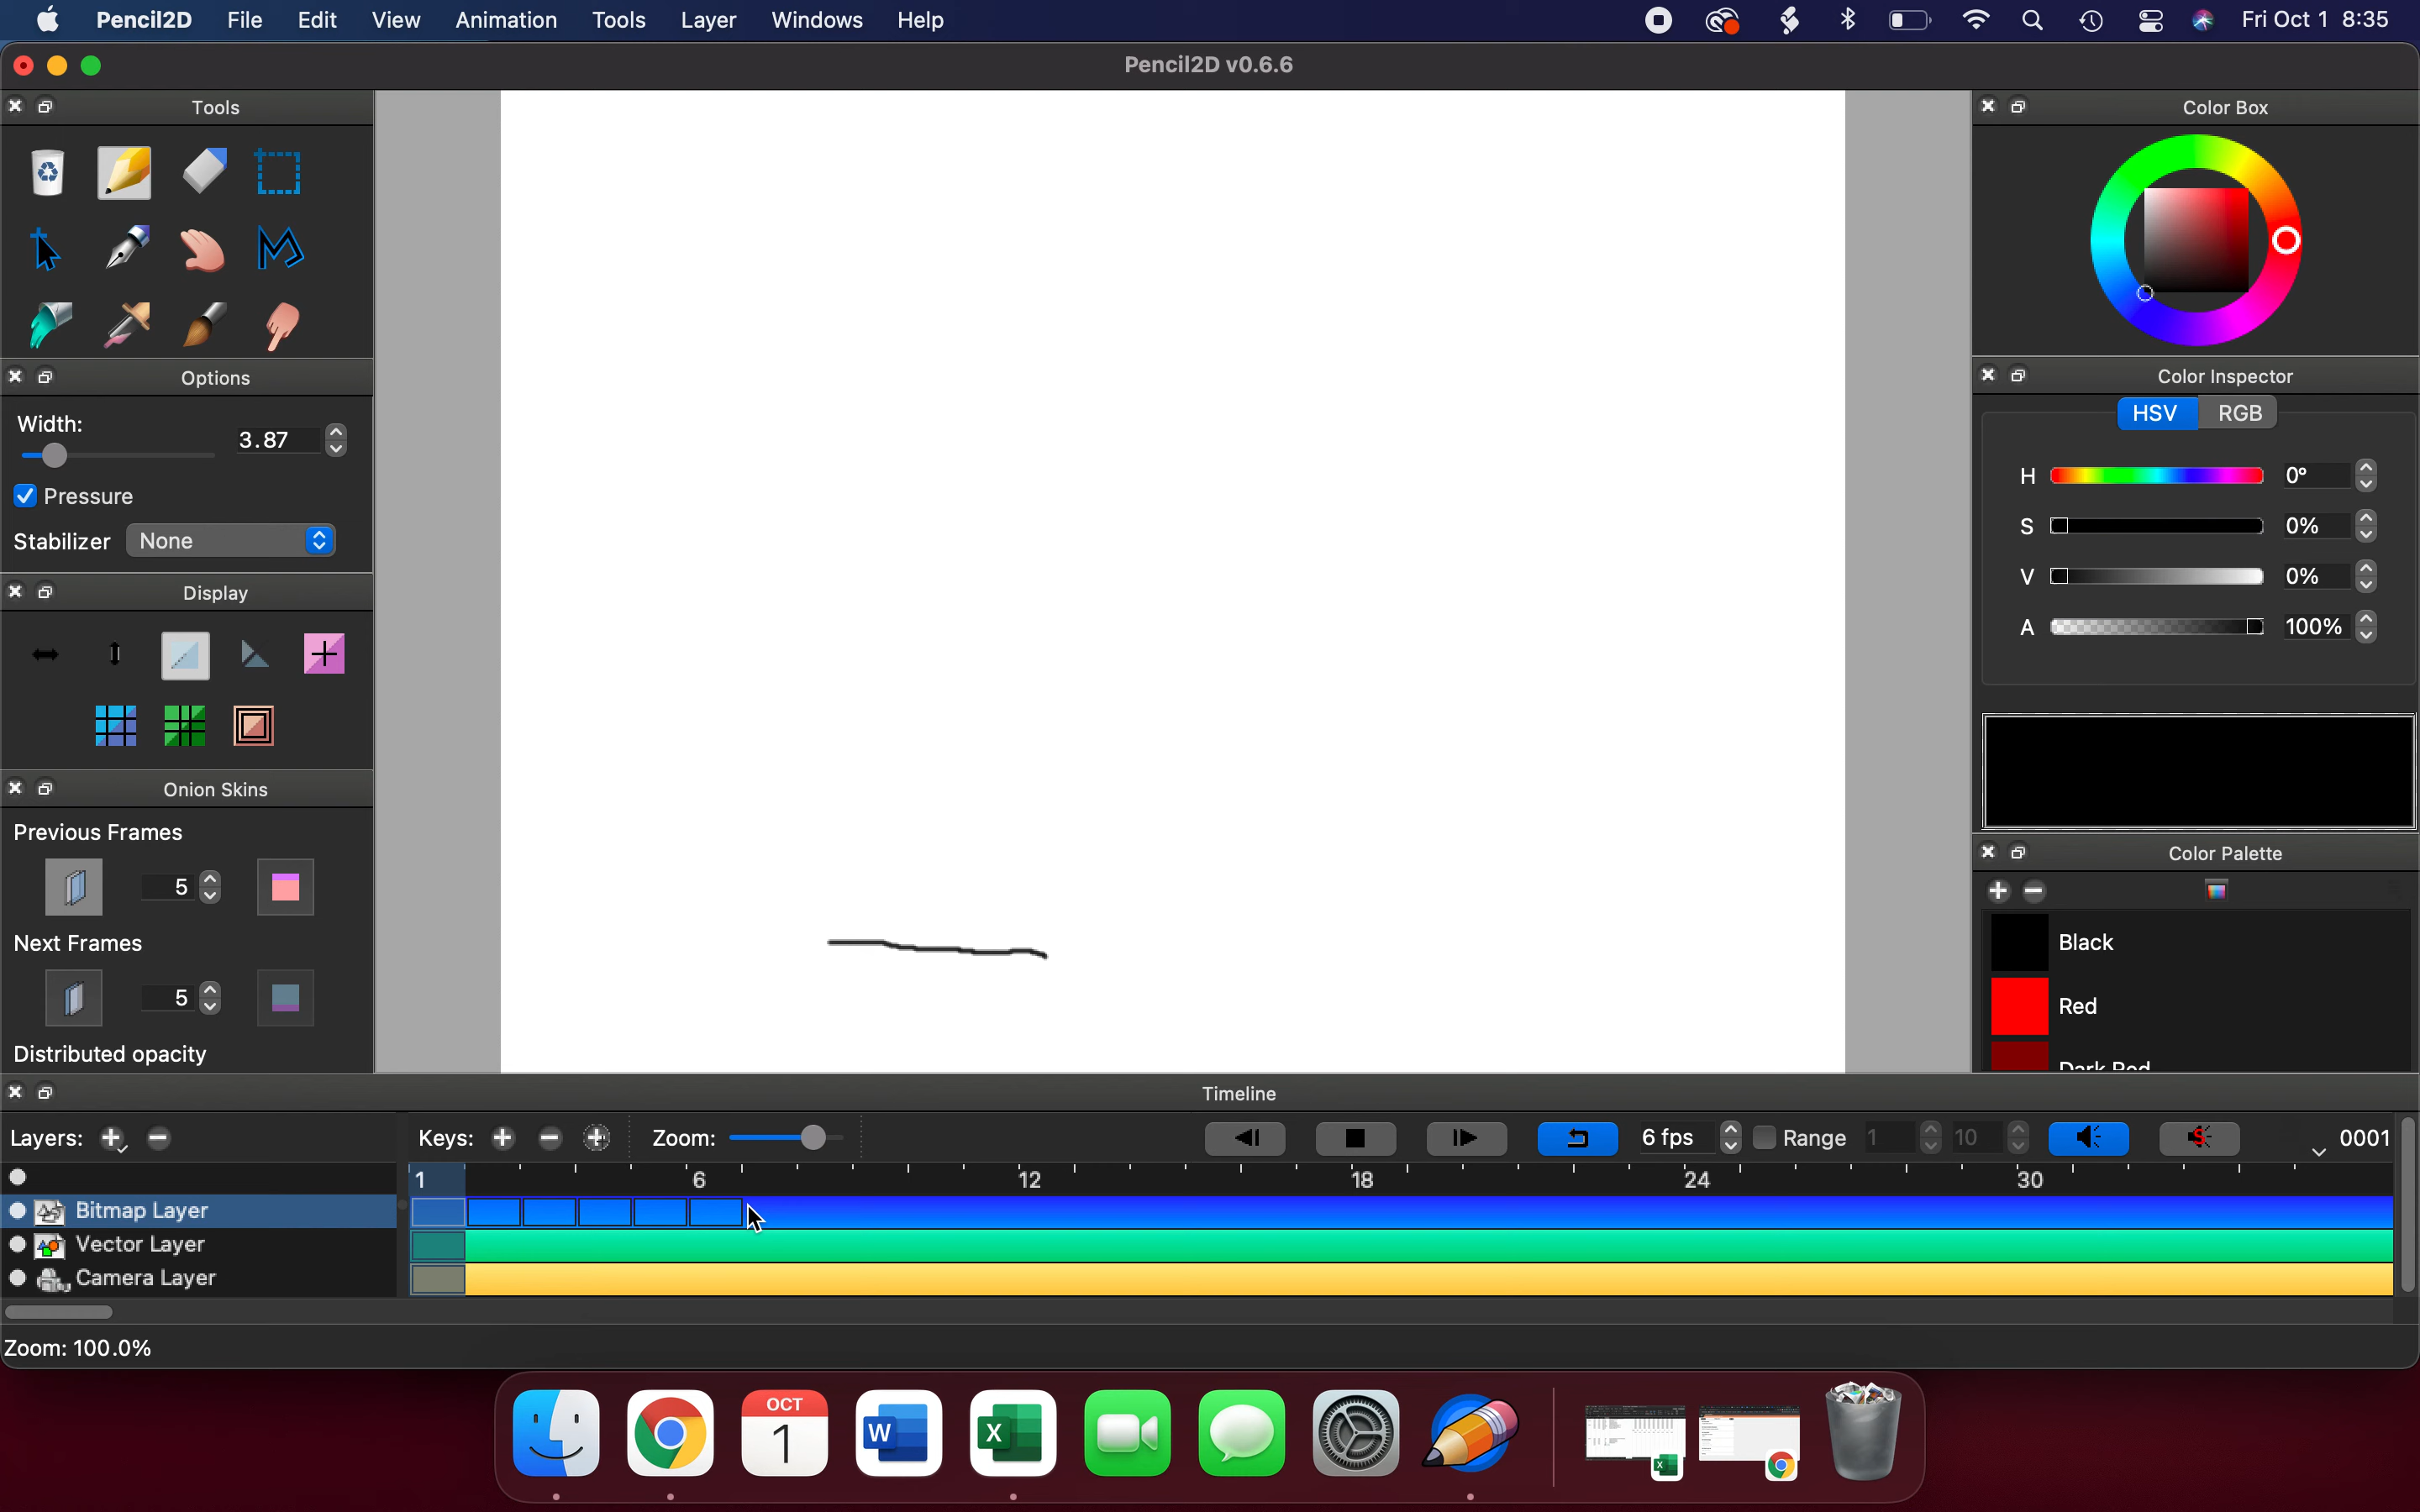 Pencil2D File Edit View Animation Tools Layer Windows Help Fri Oct 1 8:35
Pencil2D v0.6.6
Tools
Options
Width: 3.87
Pressure
Stabilizer None
Display
Onion Skins
Previous Frames
5
Next Frames
5
Distributed opacity
Color Box
Color Inspector
HSV RGB
H 0°
S 0%
V 0%
A 100%
Color Palette
Black
Red
Dark Red
Timeline
Layers: Keys: Zoom: 6 fps Range 1 10 0001
1 6 12 18 24 30
Bitmap Layer
Vector Layer
Camera Layer
Zoom: 100.0%
OCT
1
W
X
X